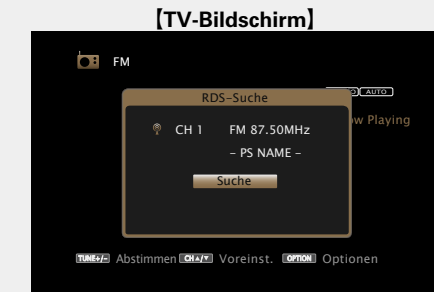 【TV-Bildschirm】
FM
RDS-Suche
AUTO
CH 1 FM 87.50MHz
ow Playing
– PS NAME –
Suche
TUNE+/- Abstimmen CH▲/▼ Voreinst. OPTION Optionen